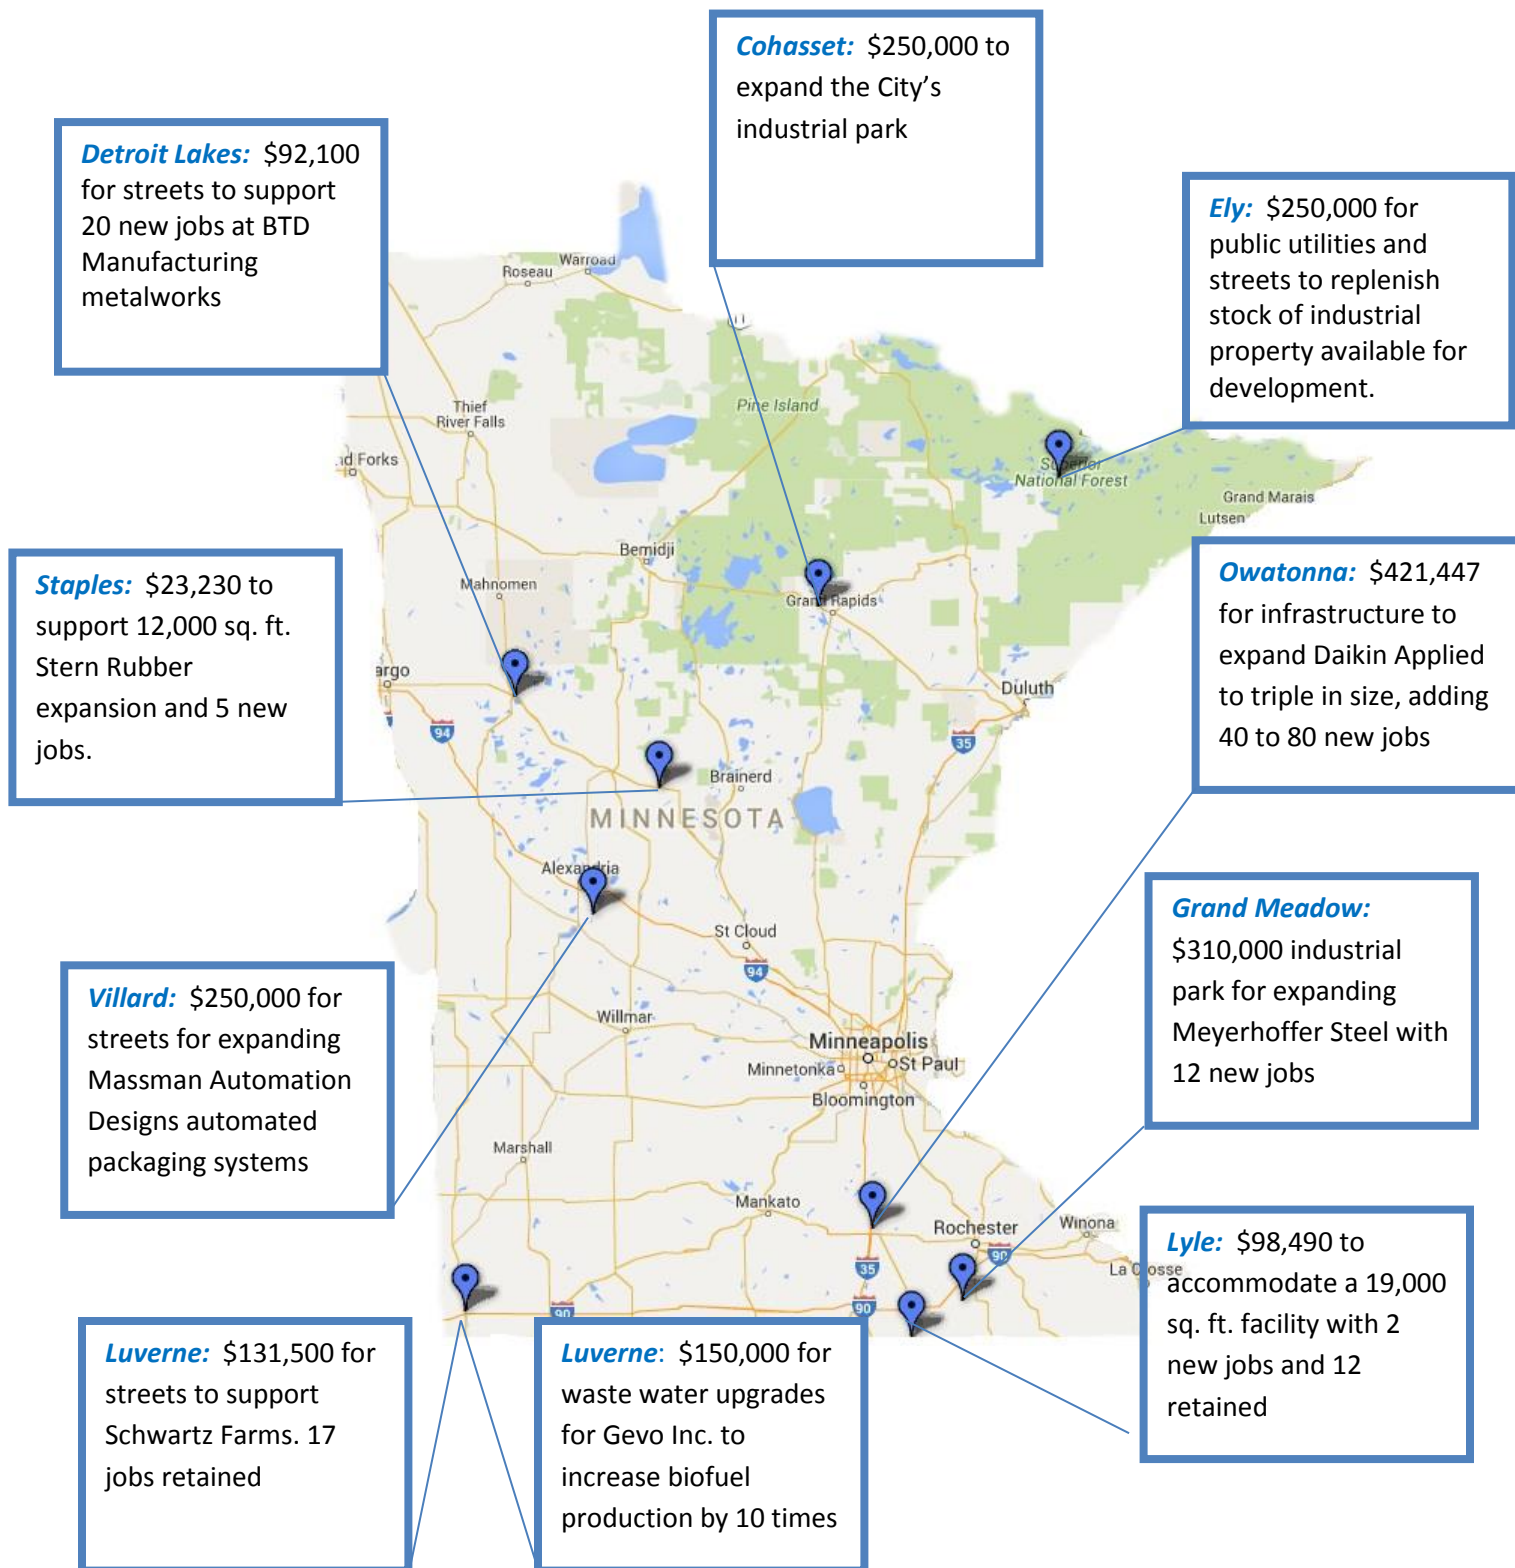 Cohasset: $250,000 to
expand the City's
industrial park
Detroit Lakes: $92,100
for streets to support
20 new jobs at BTD
Manufacturing
metalworks
Ely: $250,000 for
public utilities and
streets to replenish
stock of industrial
property available for
development.
Warroad
Roseau
Pine Island
Thief
River Falls
nd Forks
Superior
National Forest
Grand Marais
Lutsen
Bemidji
Mahnomen
Grand Rapids
Staples: $23,230 to
support 12,000 sq. ft.
Stern Rubber
expansion and 5 new
jobs.
Owatonna: $421,447
for infrastructure to
expand Daikin Applied
to triple in size, adding
40 to 80 new jobs
argo
Duluth
94
35
Brainerd
MINNESOTA
Alexandria
St Cloud
94
Grand Meadow:
$310,000 industrial
park for expanding
Meyerhoffer Steel with
12 new jobs
Villard: $250,000 for
streets for expanding
Massman Automation
Designs automated
packaging systems
Willmar
Minneapolis
Minnetonka
St Paul
Bloomington
Marshall
Mankato
Rochester
Winona
90
35
La Crosse
90
90
Lyle: $98,490 to
accommodate a 19,000
sq. ft. facility with 2
new jobs and 12
retained
Luverne: $131,500 for
streets to support
Schwartz Farms. 17
jobs retained
Luverne: $150,000 for
waste water upgrades
for Gevo Inc. to
increase biofuel
production by 10 times